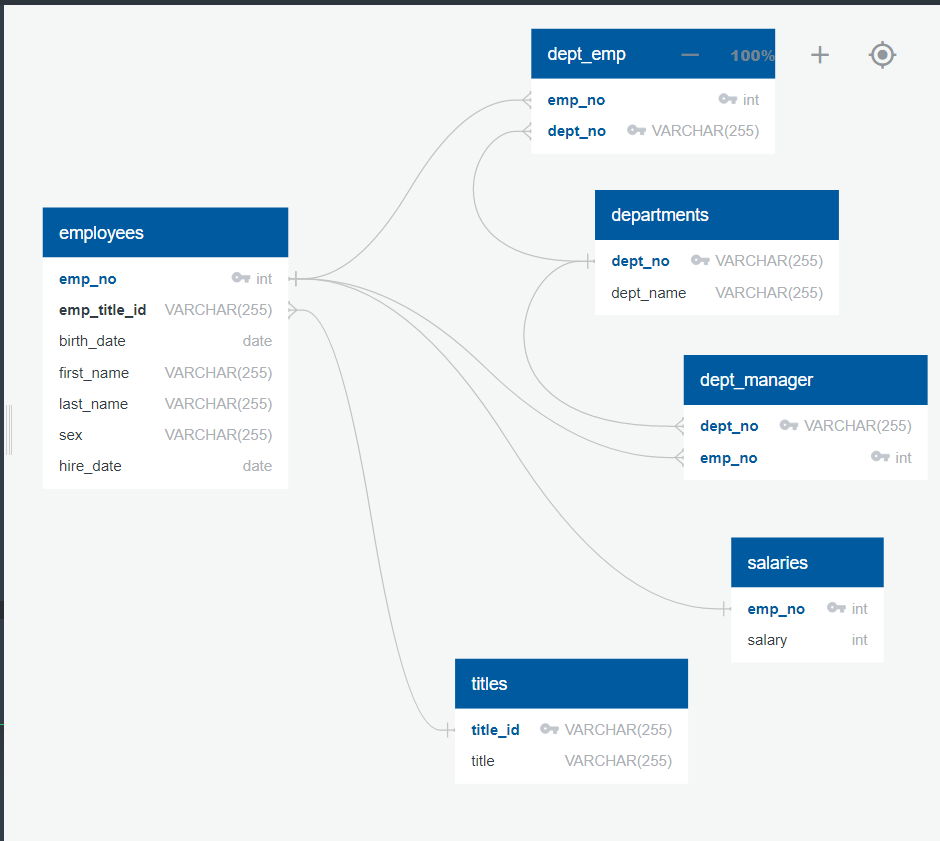 dept_emp
100%
emp_no int
dept_no VARCHAR(255)
departments
dept_no VARCHAR(255)
dept_name VARCHAR(255)
employees
emp_no int
emp_title_id VARCHAR(255)
birth_date date
first_name VARCHAR(255)
last_name VARCHAR(255)
sex VARCHAR(255)
hire_date date
dept_manager
dept_no VARCHAR(255)
emp_no int
salaries
emp_no int
salary int
titles
title_id VARCHAR(255)
title VARCHAR(255)